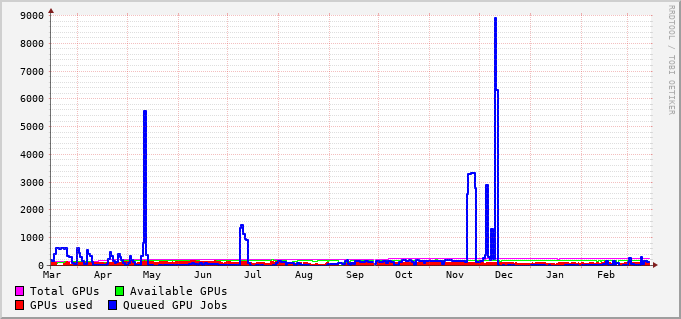 9000
8000
7000
6000
5000
4000
3000
2000
1000
0
Mar Apr May Jun Jul Aug Sep Oct Nov Dec Jan Feb
Total GPUs Available GPUs
GPUs used Queued GPU Jobs
RRDTOOL / TOBI OETIKER